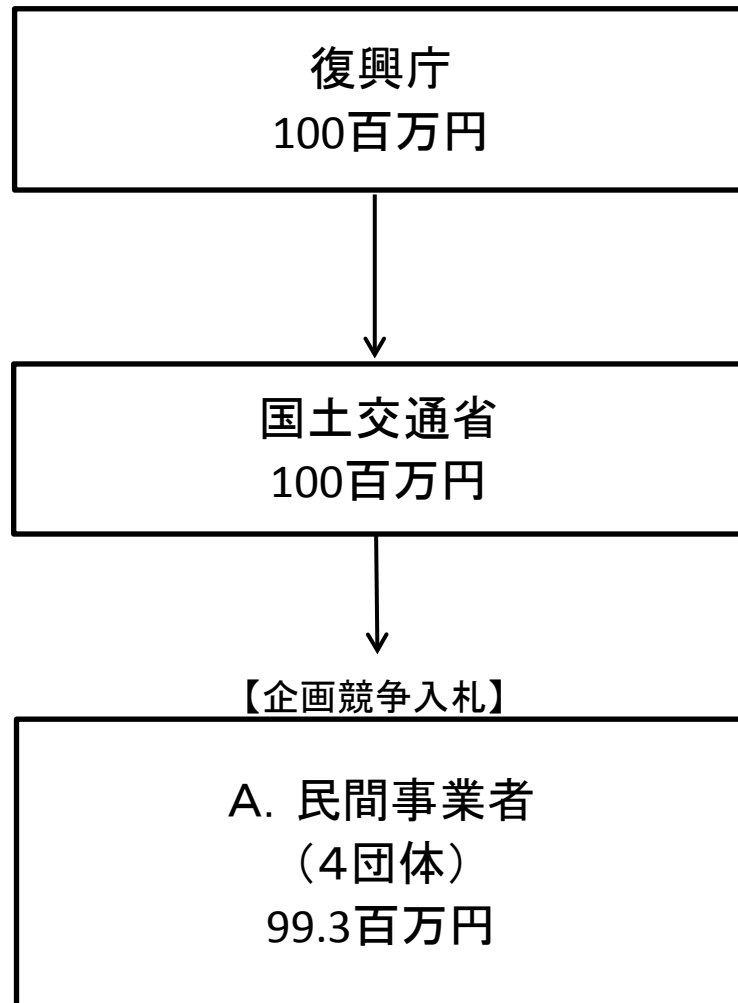 復興庁
100百万円
国土交通省
100百万円
【企画競争入札】
A．民間事業者
（４団体）
99.3百万円